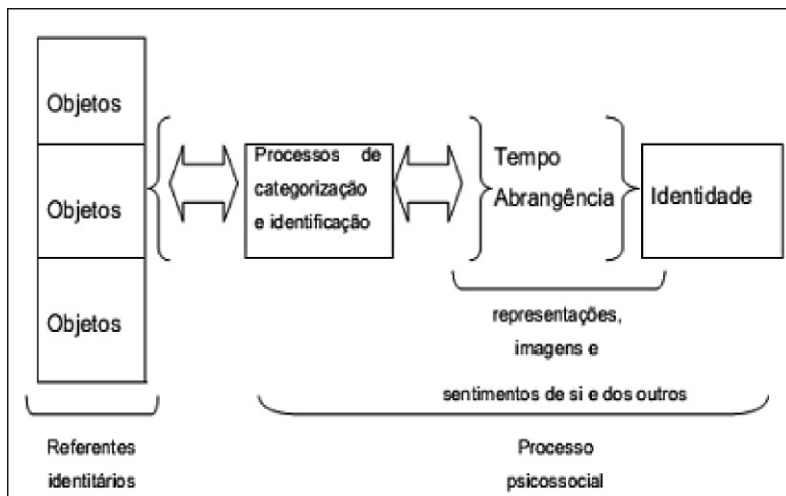 Objetos
Objetos
Objetos
Processos de
categorização
e identificação
Tempo
Abrangência
Identidade
representações,
imagens e
sentimentos de si e dos outros
Referentes
identitários
Processo
psicossocial